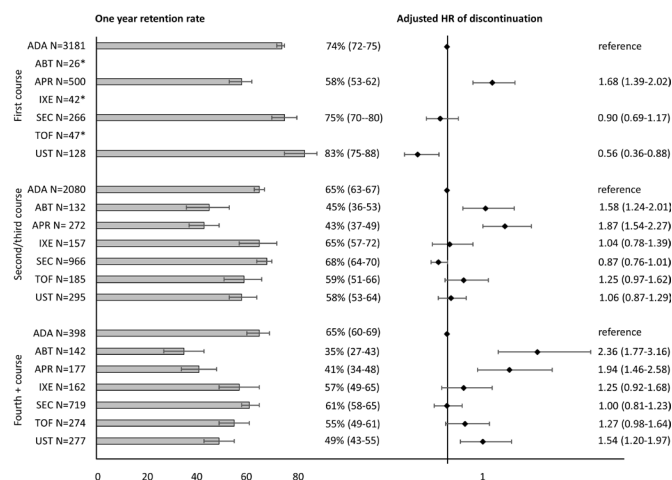 One year retention rate Adjusted HR of discontinuation
First course
ADA N=3181 74% (72-75) reference
ABT N=26*
APR N=500 58% (53-62) 1.68 (1.39-2.02)
IXE N=42*
SEC N=266 75% (70--80) 0.90 (0.69-1.17)
TOF N=47*
UST N=128 83% (75-88) 0.56 (0.36-0.88)
Second/third course
ADA N=2080 65% (63-67) reference
ABT N=132 45% (36-53) 1.58 (1.24-2.01)
APR N= 272 43% (37-49) 1.87 (1.54-2.27)
IXE N=157 65% (57-72) 1.04 (0.78-1.39)
SEC N=966 68% (64-70) 0.87 (0.76-1.01)
TOF N=185 59% (51-66) 1.25 (0.97-1.62)
UST N=295 58% (53-64) 1.06 (0.87-1.29)
Fourth + course
ADA N=398 65% (60-69) reference
ABT N=142 35% (27-43) 2.36 (1.77-3.16)
APR N=177 41% (34-48) 1.94 (1.46-2.58)
IXE N=162 57% (49-65) 1.25 (0.92-1.68)
SEC N=719 61% (58-65) 1.00 (0.81-1.23)
TOF N=274 55% (49-61) 1.27 (0.98-1.64)
UST N=277 49% (43-55) 1.54 (1.20-1.97)
0 20 40 60 80 1